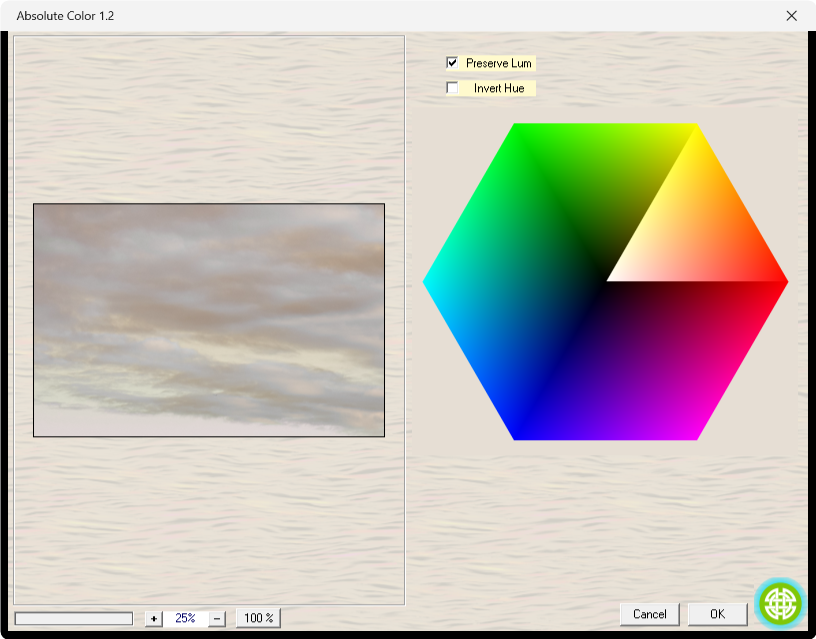 Absolute Color 1.2
Preserve Lum
Invert Hue
+ 25% − 100 %
Cancel OK